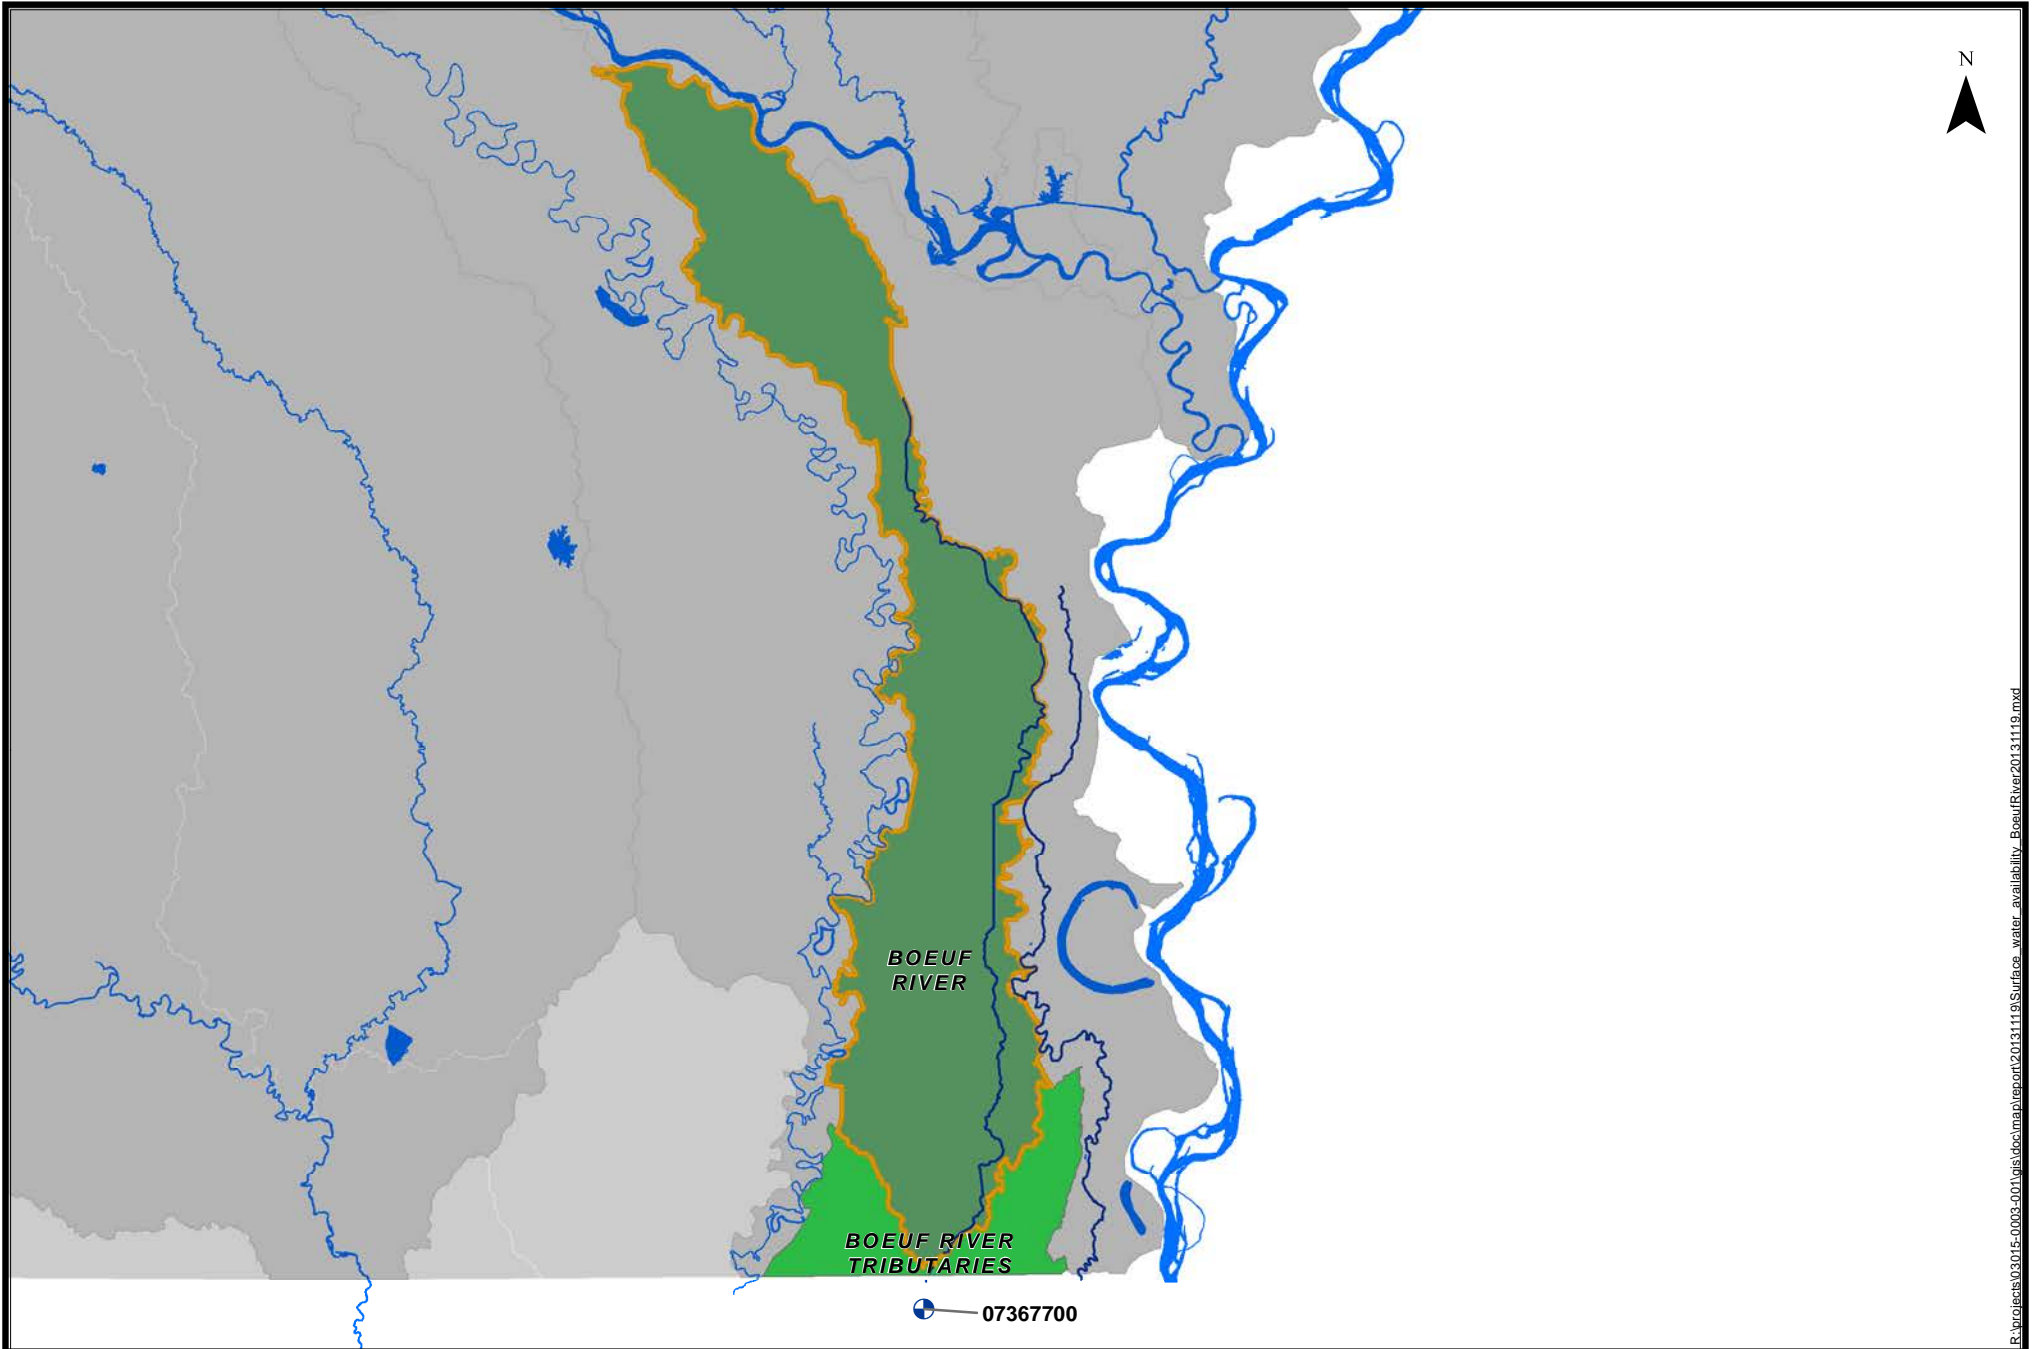 N
BOEUF
RIVER
BOEUF RIVER
TRIBUTARIES
07367700
R:\projects\03015-0003-001\gis\doc\map\report\20131119\Surface_water_availability_BoeufRiver20131119.mxd